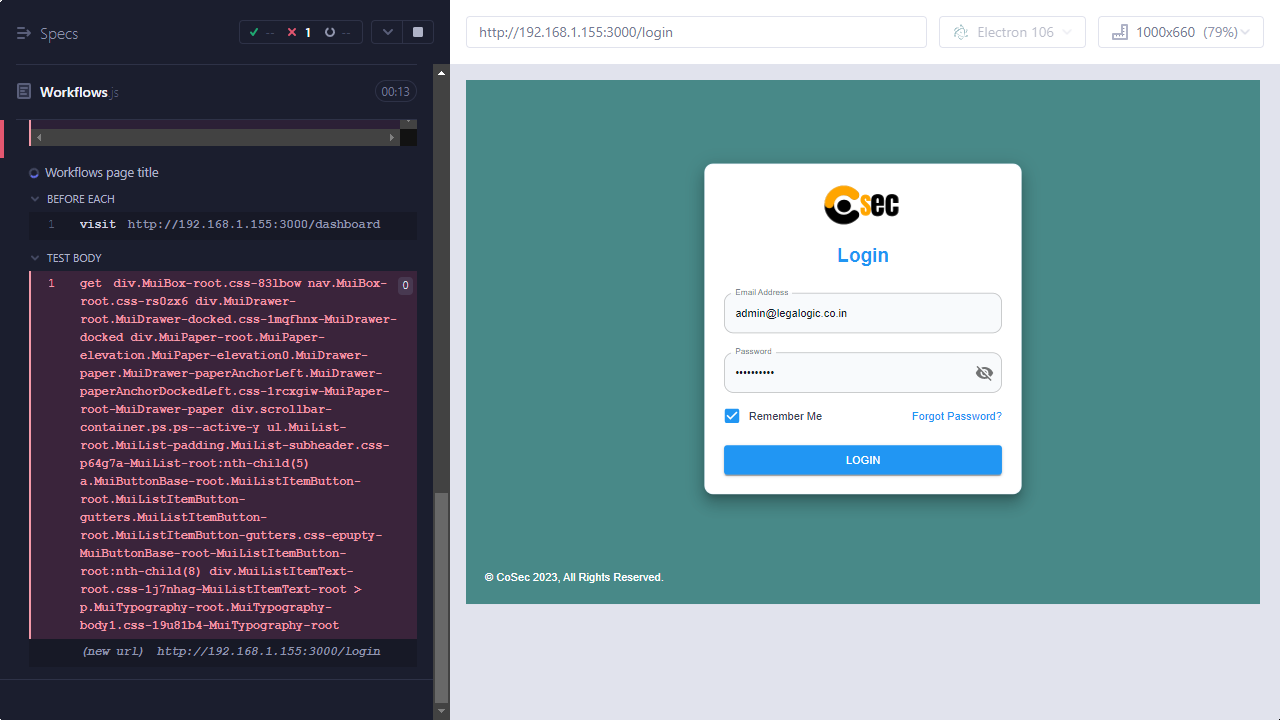 Specs
-- 1 --
Workflows js
00:13
Workflows page title
BEFORE EACH
1 visit http://192.168.1.155:3000/dashboard
TEST BODY
1 get div.MuiBox-root.css-83lbow nav.MuiBox-
root.css-rs0zx6 div.MuiDrawer-
root.MuiDrawer-docked.css-1mqfhnx-MuiDrawer-
docked div.MuiPaper-root.MuiPaper-
elevation.MuiPaper-elevation0.MuiDrawer-
paper.MuiDrawer-paperAnchorLeft.MuiDrawer-
paperAnchorDockedLeft.css-1rcxgiw-MuiPaper-
root-MuiDrawer-paper div.scrollbar-
container.ps.ps--active-y ul.MuiList-
root.MuiList-padding.MuiList-subheader.css-
p64g7a-MuiList-root:nth-child(5)
a.MuiButtonBase-root.MuiListItemButton-
root.MuiListItemButton-
gutters.MuiListItemButton-
root.MuiListItemButton-gutters.css-epupty-
MuiButtonBase-root-MuiListItemButton-
root:nth-child(8) div.MuiListItemText-
root.css-1j7nhag-MuiListItemText-root >
p.MuiTypography-root.MuiTypography-
body1.css-19u81b4-MuiTypography-root
0
(new url) http://192.168.1.155:3000/login
http://192.168.1.155:3000/login
Electron 106
1000x660 (79%)
CoSec
Login
Email Address
admin@legalogic.co.in
Password
••••••••••
Remember Me
Forgot Password?
LOGIN
© CoSec 2023, All Rights Reserved.